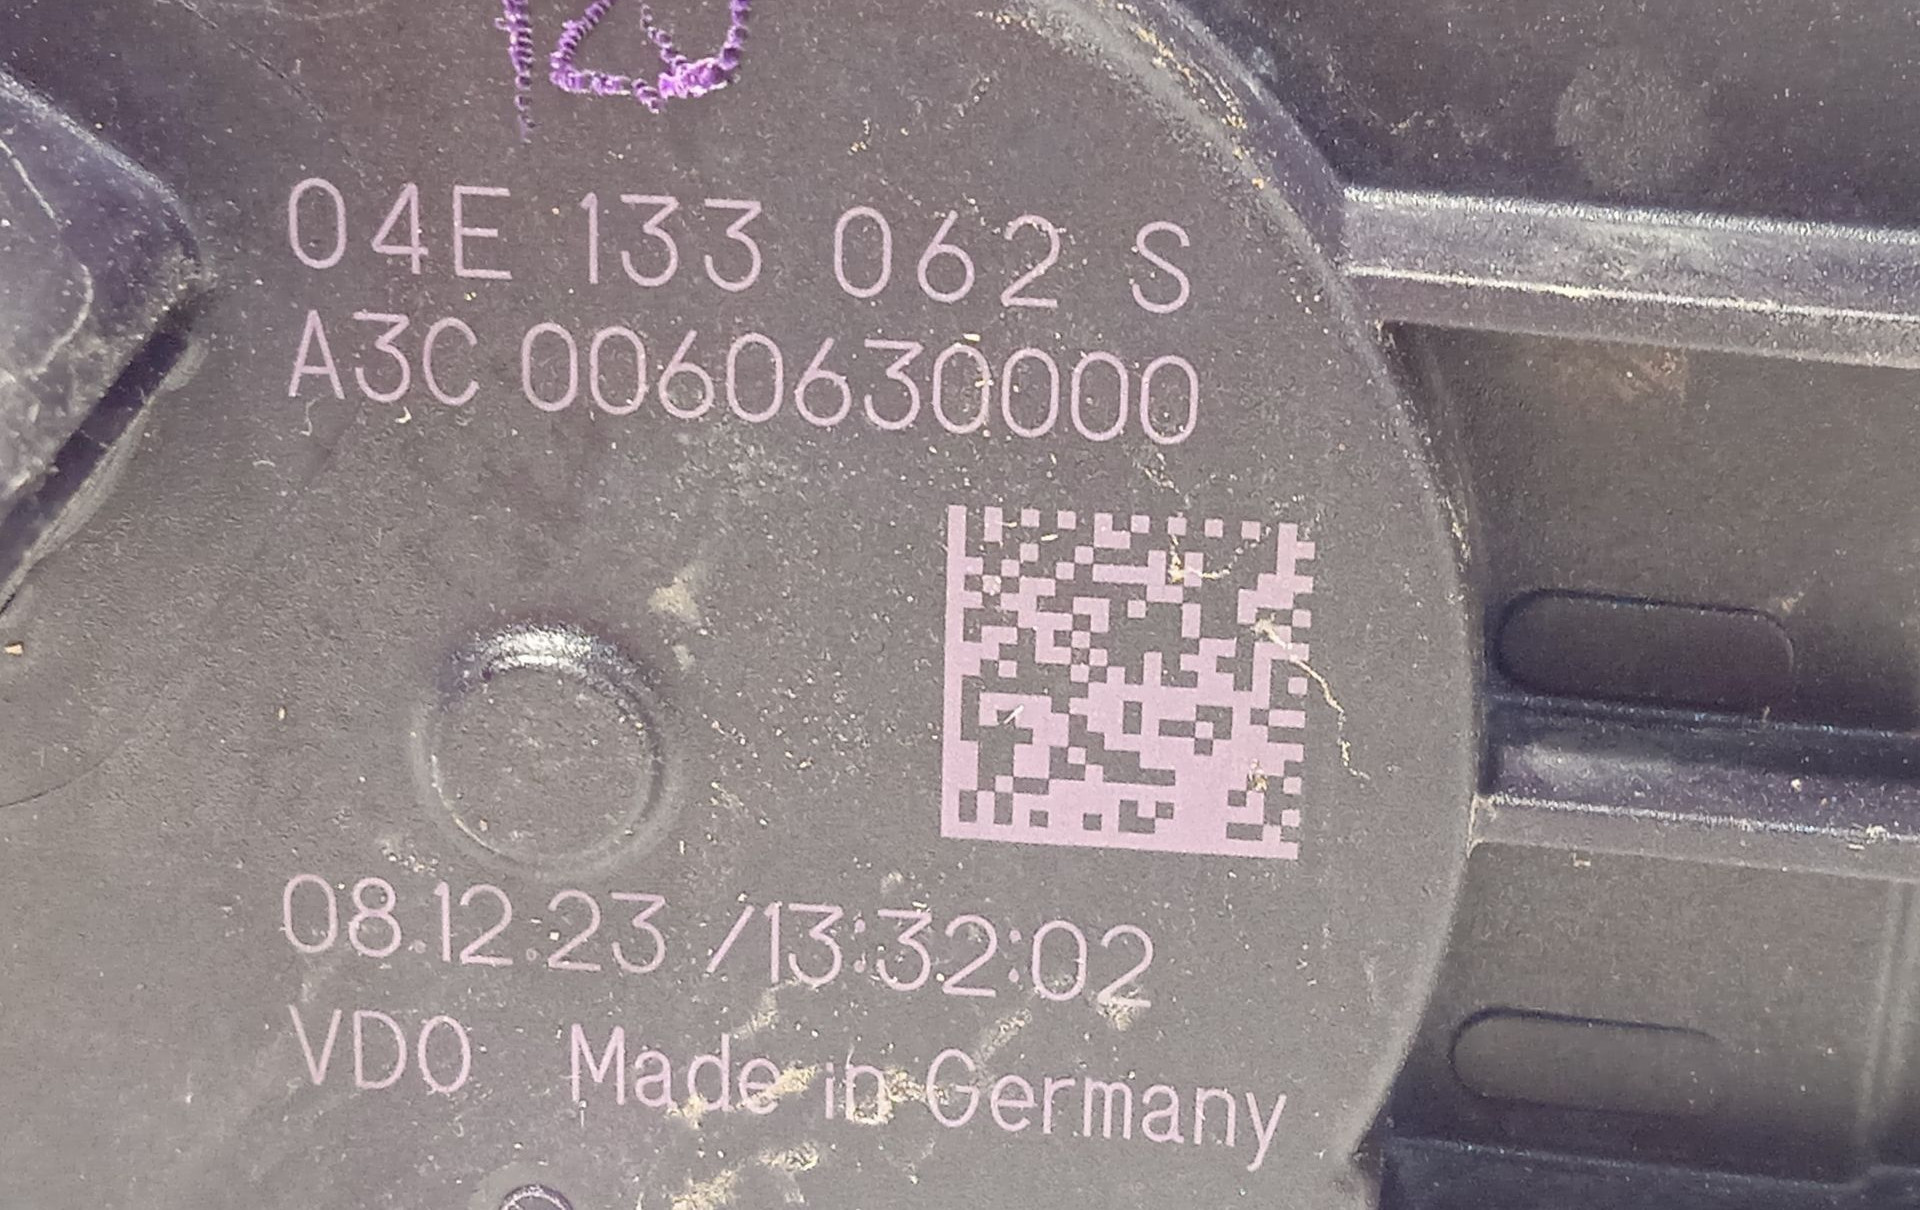 04E 133 062 S
A3C 0060630000
08.12.23 /13:32:02
VDO Made in Germany